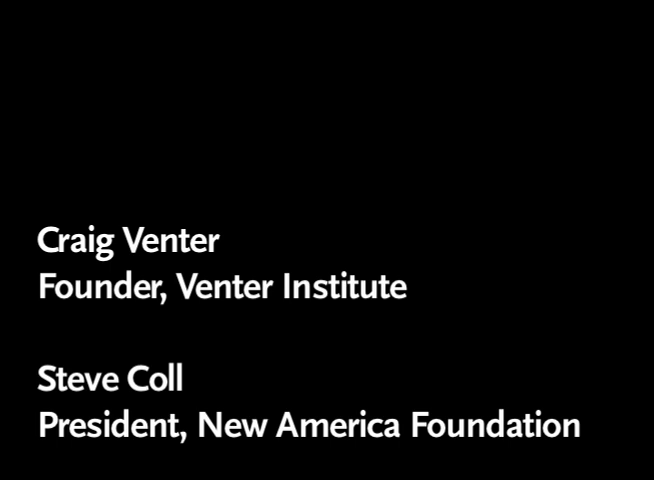 Craig Venter
Founder, Venter Institute
Steve Coll
President, New America Foundation